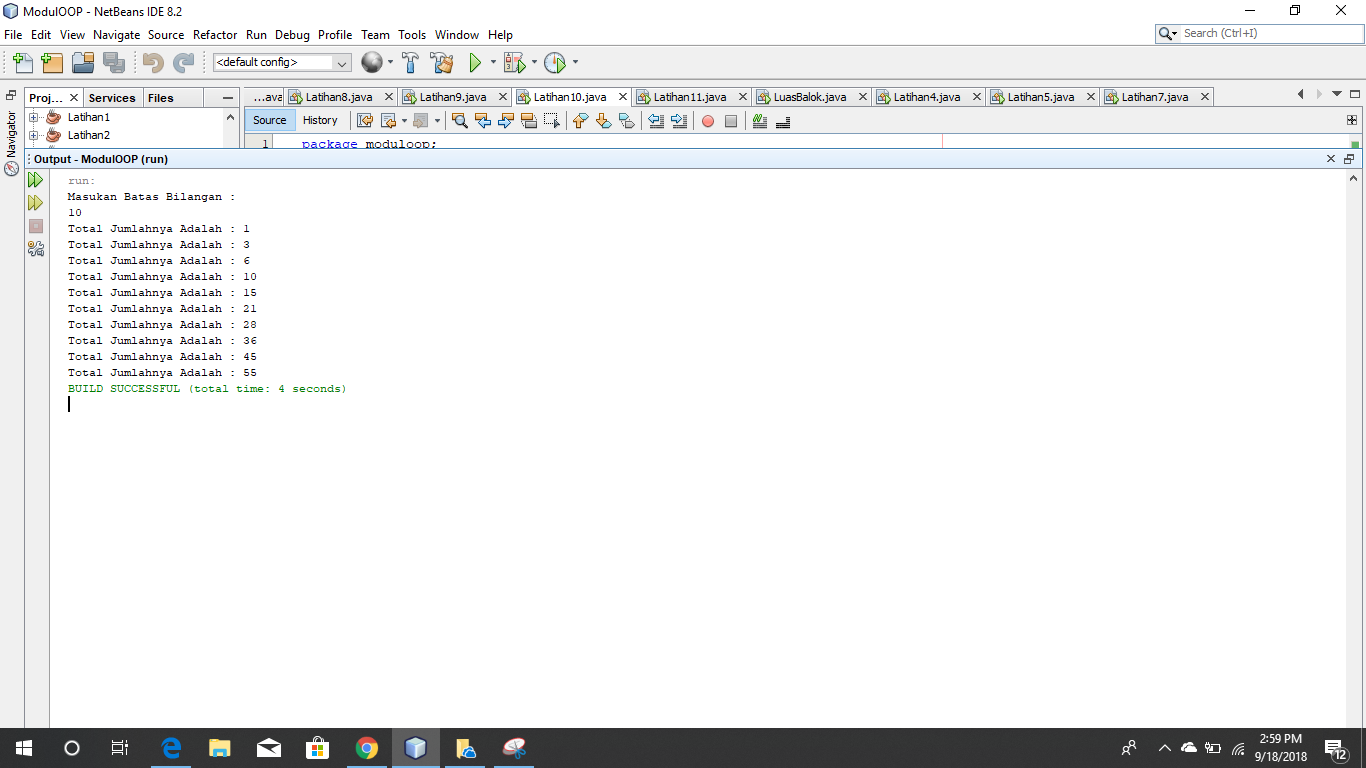 ModulOOP - NetBeans IDE 8.2
File Edit View Navigate Source Refactor Run Debug Profile Team Tools Window Help
Search (Ctrl+I)
<default config>
Proj... Services Files
...ava Latihan8.java Latihan9.java Latihan10.java Latihan11.java LuasBalok.java Latihan4.java Latihan5.java Latihan7.java
Navigator
Latihan1
Latihan2
Source History
1 package moduloop;
Output - ModulOOP (run)
run:
Masukan Batas Bilangan :
10
Total Jumlahnya Adalah : 1
Total Jumlahnya Adalah : 3
Total Jumlahnya Adalah : 6
Total Jumlahnya Adalah : 10
Total Jumlahnya Adalah : 15
Total Jumlahnya Adalah : 21
Total Jumlahnya Adalah : 28
Total Jumlahnya Adalah : 36
Total Jumlahnya Adalah : 45
Total Jumlahnya Adalah : 55
BUILD SUCCESSFUL (total time: 4 seconds)
2:59 PM
9/18/2018
12